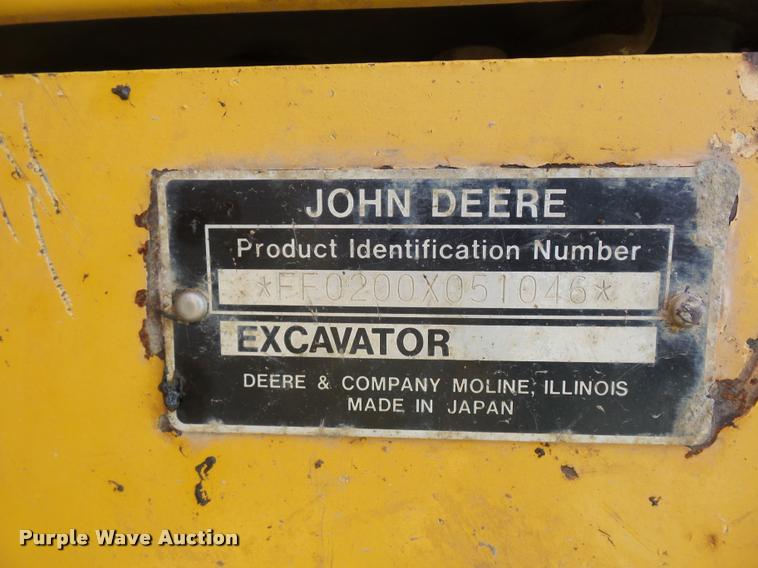 JOHN DEERE
Product Identification Number
*FF0200X051046*
EXCAVATOR
DEERE & COMPANY MOLINE, ILLINOIS
MADE IN JAPAN
Purple Wave Auction